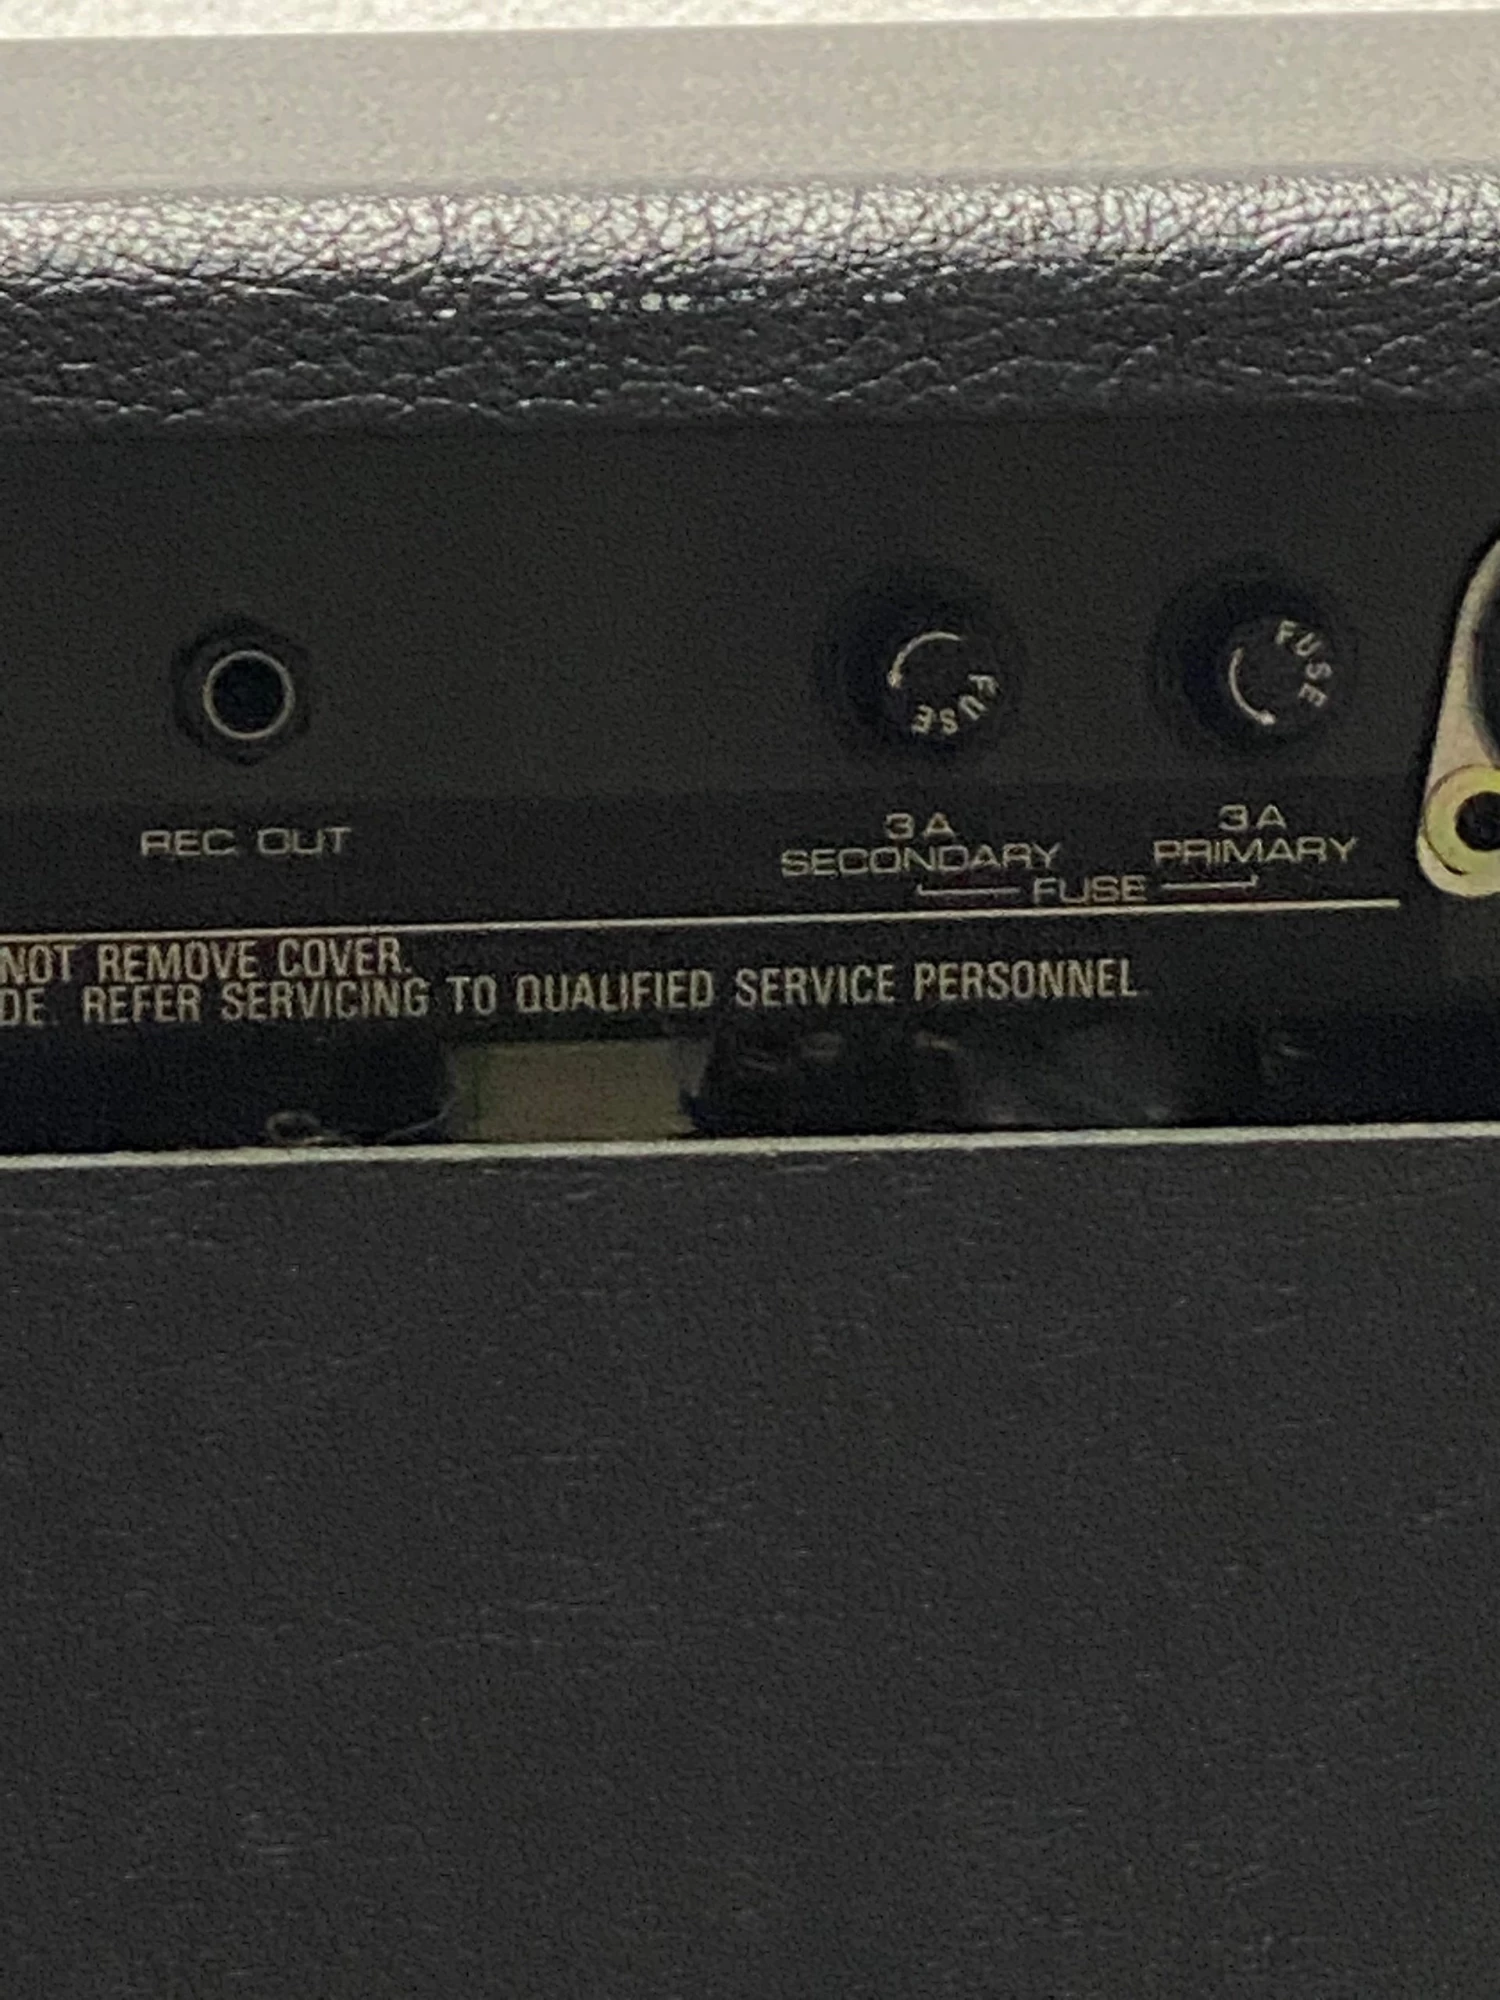 FUSE
FUSE
REC OUT
3A
SECONDARY
3A
PRIMARY
FUSE
NOT REMOVE COVER.
DE. REFER SERVICING TO QUALIFIED SERVICE PERSONNEL